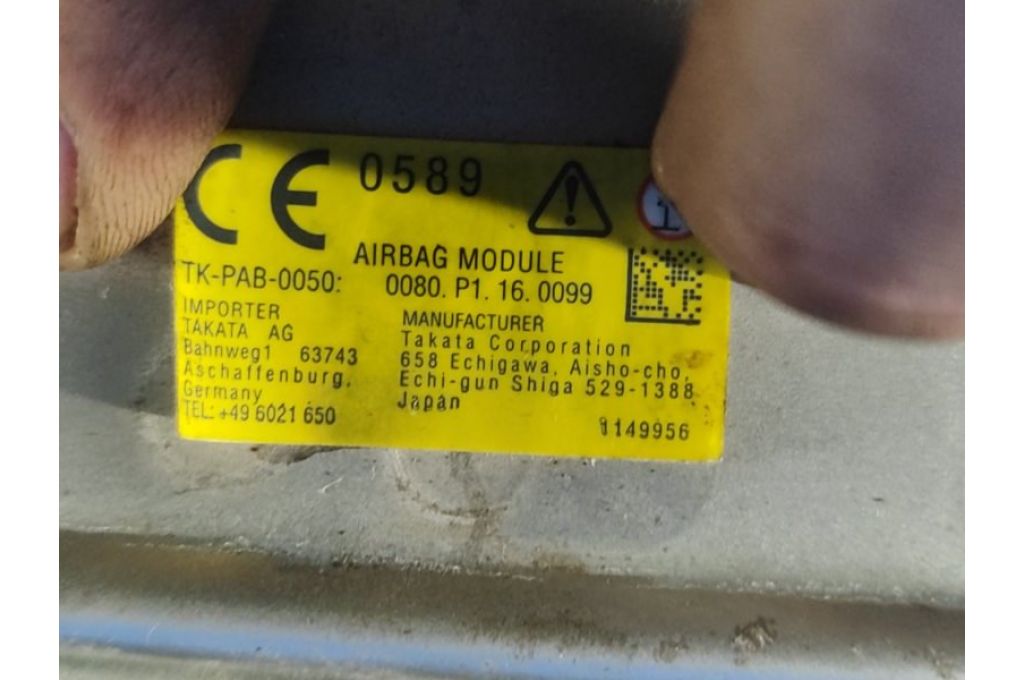 CE 0589
AIRBAG MODULE
TK-PAB-0050: 0080. P1. 16. 0099
IMPORTER
TAKATA AG
Bahnweg1 63743
Aschaffenburg,
Germany
TEL: +49 6021 650
MANUFACTURER
Takata Corporation
658 Echigawa, Aisho-cho,
Echi-gun Shiga 529-1388
Japan
1149956